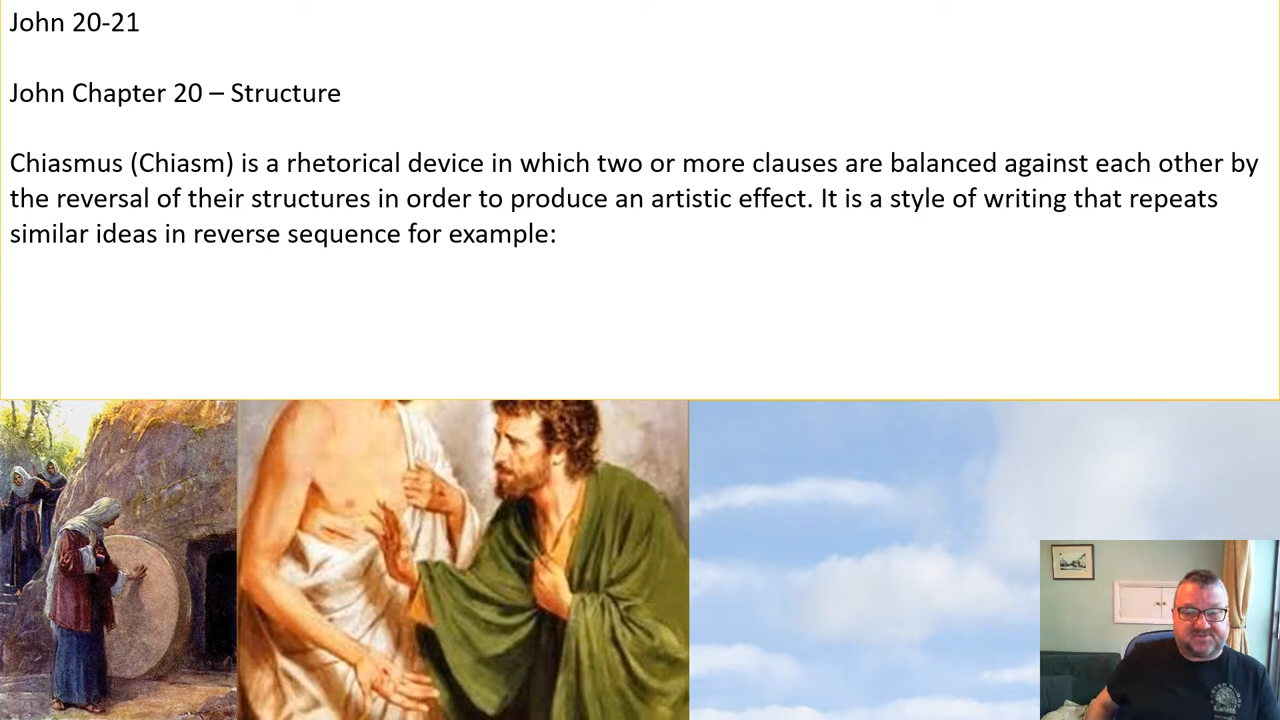 John 20-21
John Chapter 20 – Structure
Chiasmus (Chiasm) is a rhetorical device in which two or more clauses are balanced against each other by
the reversal of their structures in order to produce an artistic effect. It is a style of writing that repeats
similar ideas in reverse sequence for example: